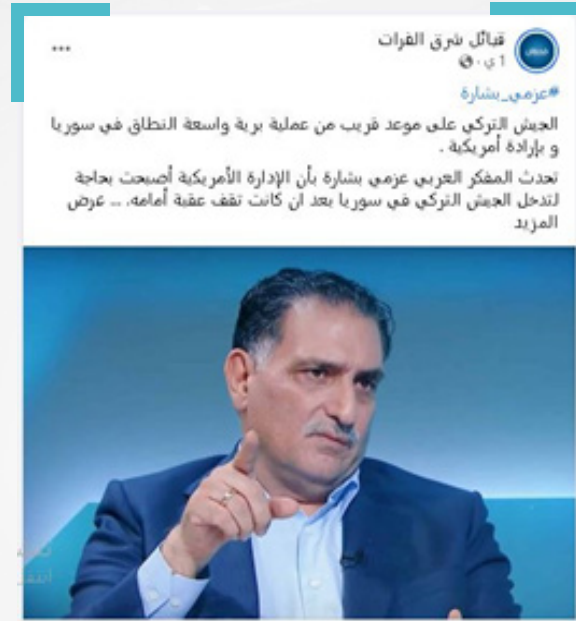 قبائل شرق الفرات
1 ي ·
#عزمي_بشارة
الجيش التركي على موعد قريب من عملية برية واسعة النطاق في سوريا
و بإرادة أمريكية .
تحدث المفكر العربي عزمي بشارة بأن الإدارة الأمريكية أصبحت بحاجة
لتدخل الجيش التركي في سوريا بعد ان كانت تقف عقبة أمامه. ... عرض
المزيد